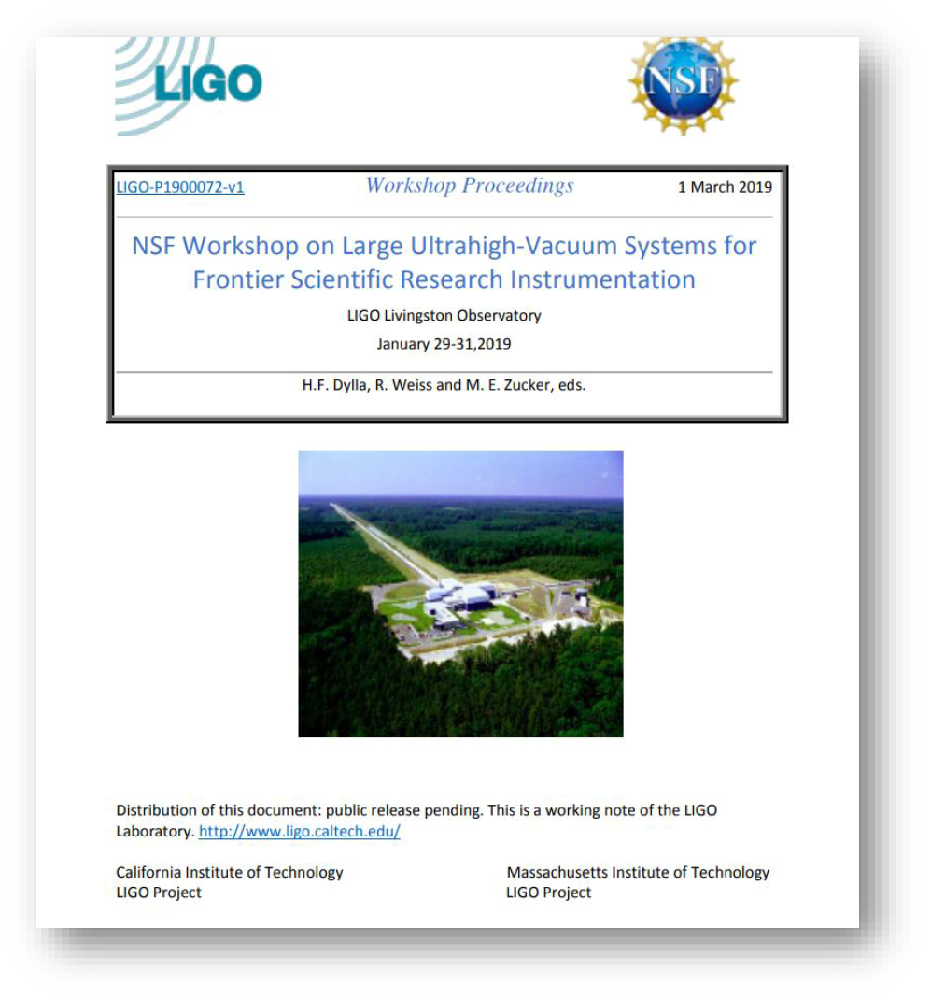 LIGO
NSF
LIGO-P1900072-v1 Workshop Proceedings 1 March 2019
NSF Workshop on Large Ultrahigh-Vacuum Systems for
Frontier Scientific Research Instrumentation
LIGO Livingston Observatory
January 29-31,2019
H.F. Dylla, R. Weiss and M. E. Zucker, eds.
Distribution of this document: public release pending. This is a working note of the LIGO
Laboratory. http://www.ligo.caltech.edu/
California Institute of Technology Massachusetts Institute of Technology
LIGO Project LIGO Project